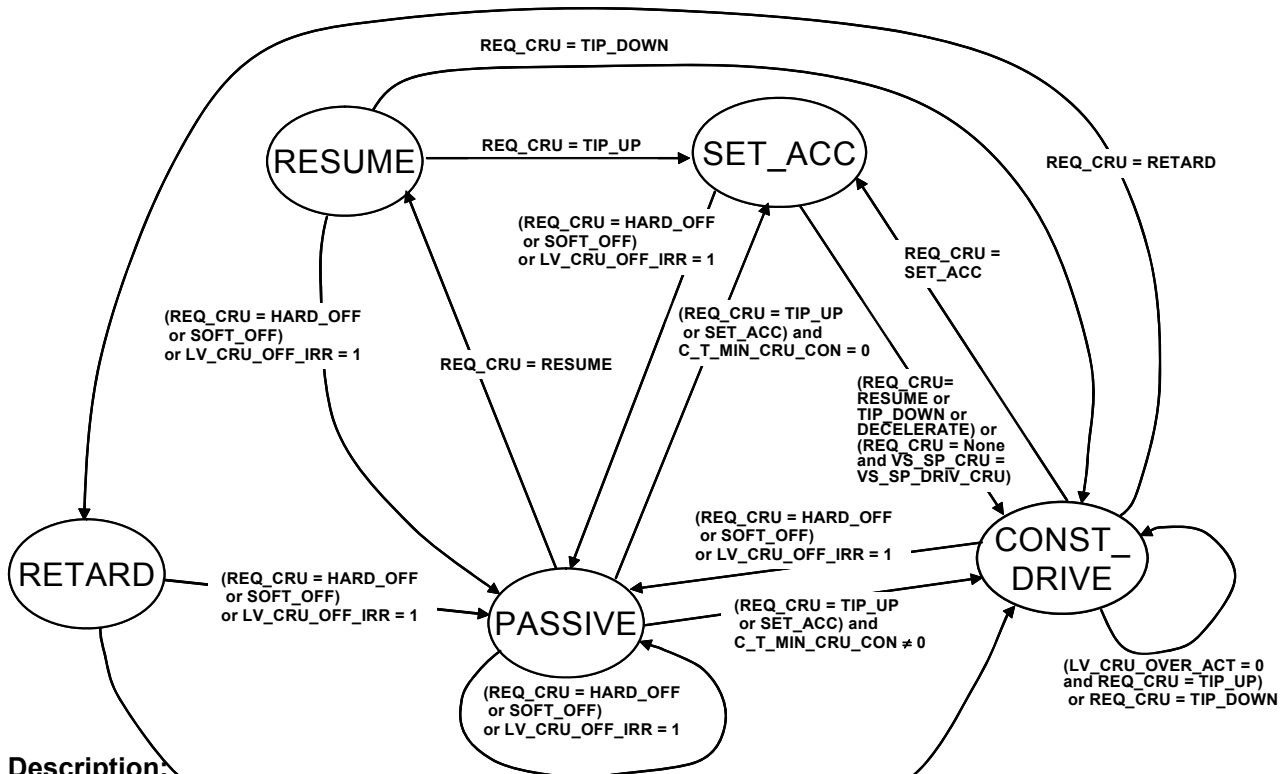 REQ_CRU = TIP_DOWN
RESUME
REQ_CRU = TIP_UP
SET_ACC
REQ_CRU = RETARD
(REQ_CRU = HARD_OFF
or SOFT_OFF)
or LV_CRU_OFF_IRR = 1
REQ_CRU =
SET_ACC
(REQ_CRU = HARD_OFF
or SOFT_OFF)
or LV_CRU_OFF_IRR = 1
(REQ_CRU = TIP_UP
or SET_ACC) and
C_T_MIN_CRU_CON = 0
REQ_CRU = RESUME
(REQ_CRU=
RESUME or
TIP_DOWN or
DECELERATE) or
(REQ_CRU = None
and VS_SP_CRU =
VS_SP_DRIV_CRU)
RETARD
(REQ_CRU = HARD_OFF
or SOFT_OFF)
or LV_CRU_OFF_IRR = 1
PASSIVE
(REQ_CRU = HARD_OFF
or SOFT_OFF)
or LV_CRU_OFF_IRR = 1
CONST_
DRIVE
(REQ_CRU = TIP_UP
or SET_ACC) and
C_T_MIN_CRU_CON ≠ 0
(LV_CRU_OVER_ACT = 0
and REQ_CRU = TIP_UP)
or REQ_CRU = TIP_DOWN
(REQ_CRU = HARD_OFF
or SOFT_OFF)
or LV_CRU_OFF_IRR = 1
Description: